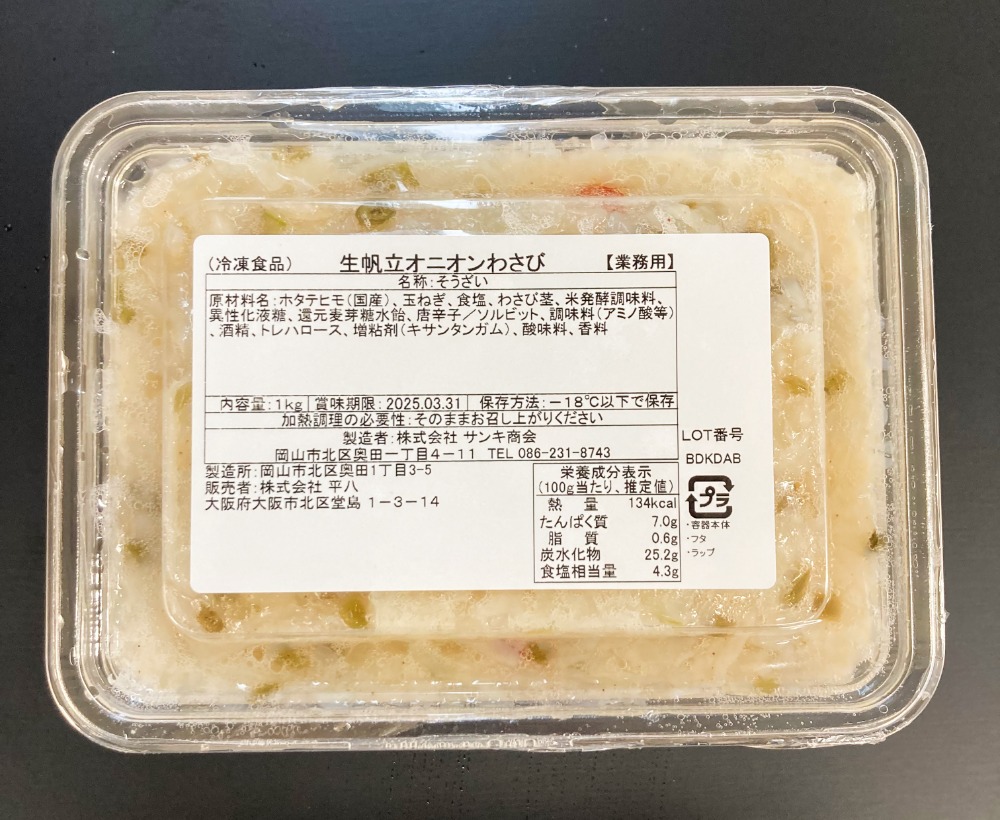 (冷凍食品) 生帆立オニオンわさび 【業務用】
名称:そうざい
原材料名:ホタテヒモ(国産)、玉ねぎ、食塩、わさび茎、米発酵調味料、
異性化液糖、還元麦芽糖水飴、唐辛子/ソルビット、調味料(アミノ酸等)
、酒精、トレハロース、増粘剤(キサンタンガム)、酸味料、香料
内容量:1kg 賞味期限:2025.03.31 保存方法:－18℃以下で保存
加熱調理の必要性:そのままお召し上がりください
製造者:株式会社 サンキ商会
岡山市北区奥田一丁目4－11 TEL 086-231-8743
製造所:岡山市北区奥田1丁目3-5
販売者:株式会社 平八
大阪府大阪市北区堂島 1－3－14
栄養成分表示
(100g当たり、推定値)
熱量 134kcal
たんぱく質 7.0g
脂質 0.6g
炭水化物 25.2g
食塩相当量 4.3g
LOT番号
BDKDAB
プラ
・容器本体
・フタ
・ラップ